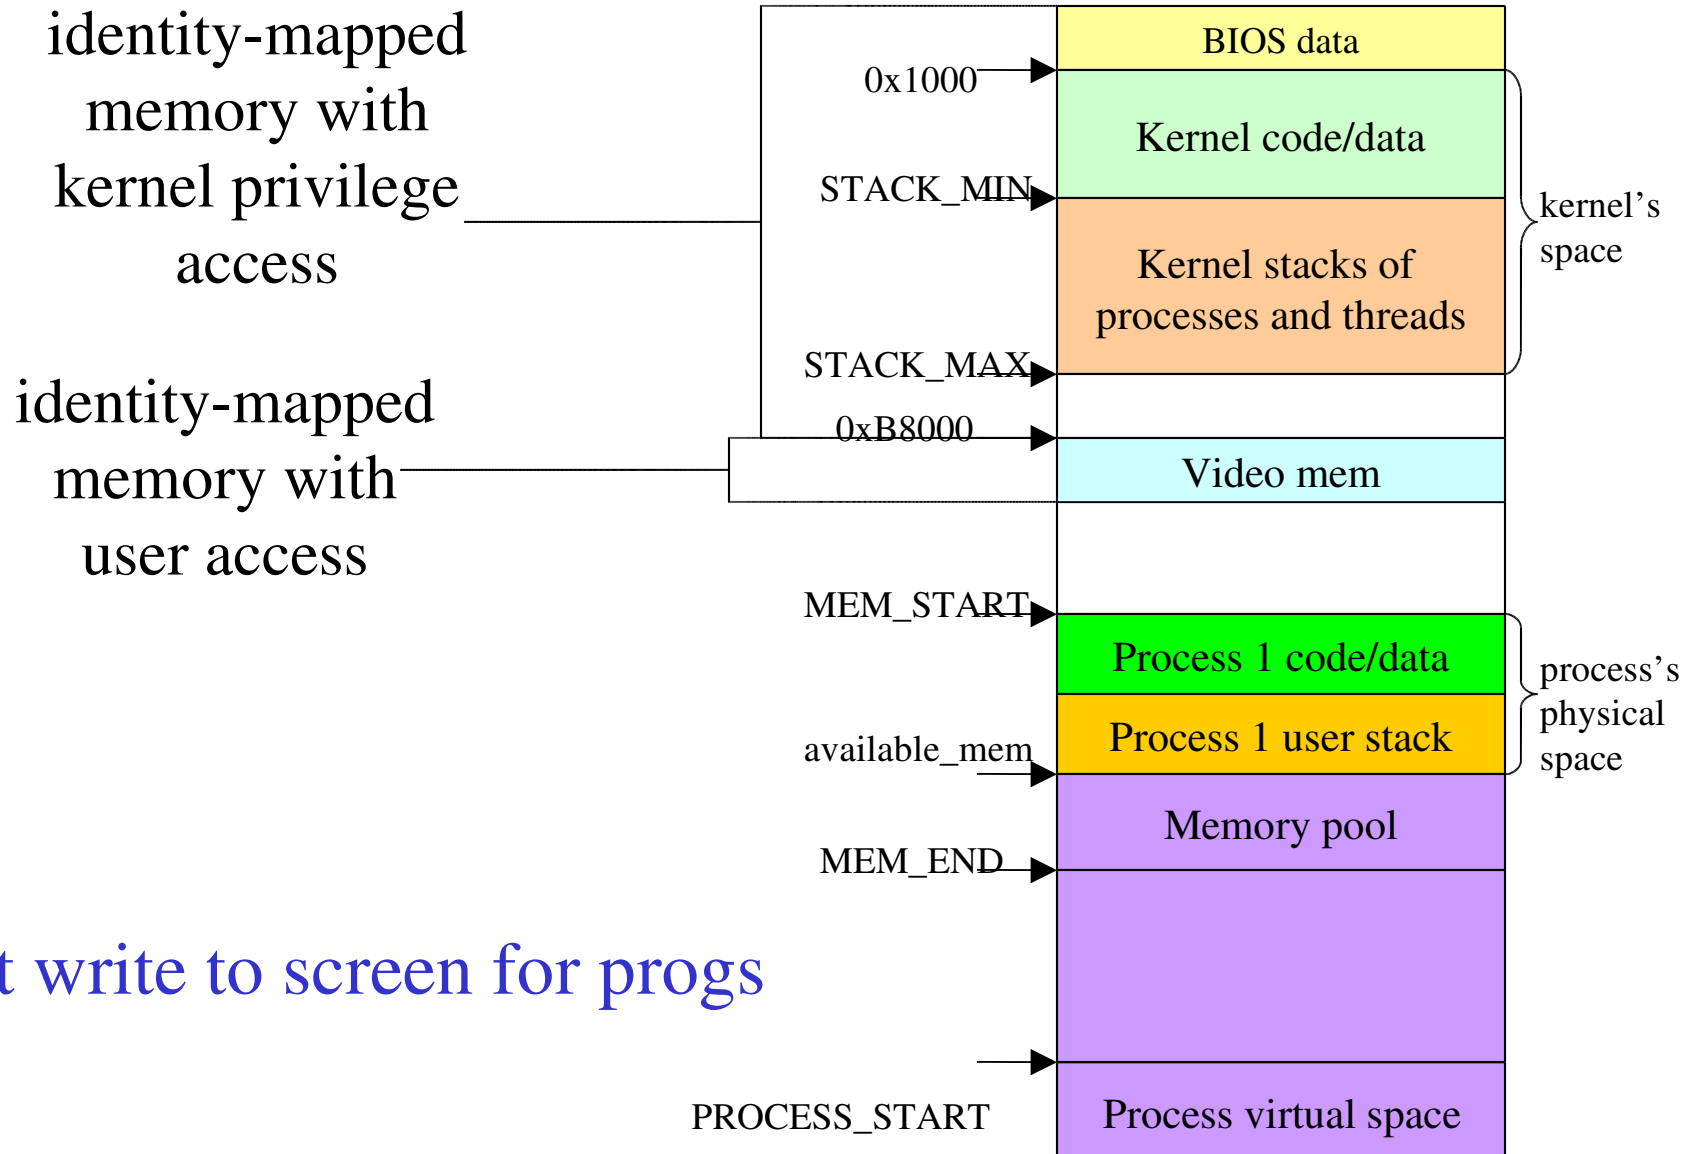 identity-mapped
memory with
kernel privilege
access
identity-mapped
memory with
user access
t write to screen for progs
0x1000
STACK_MIN
STACK_MAX
0xB8000
MEM_START
available_mem
MEM_END
PROCESS_START
BIOS data
Kernel code/data
Kernel stacks of
processes and threads
Video mem
Process 1 code/data
Process 1 user stack
Memory pool
Process virtual space
kernel’s
space
process’s
physical
space